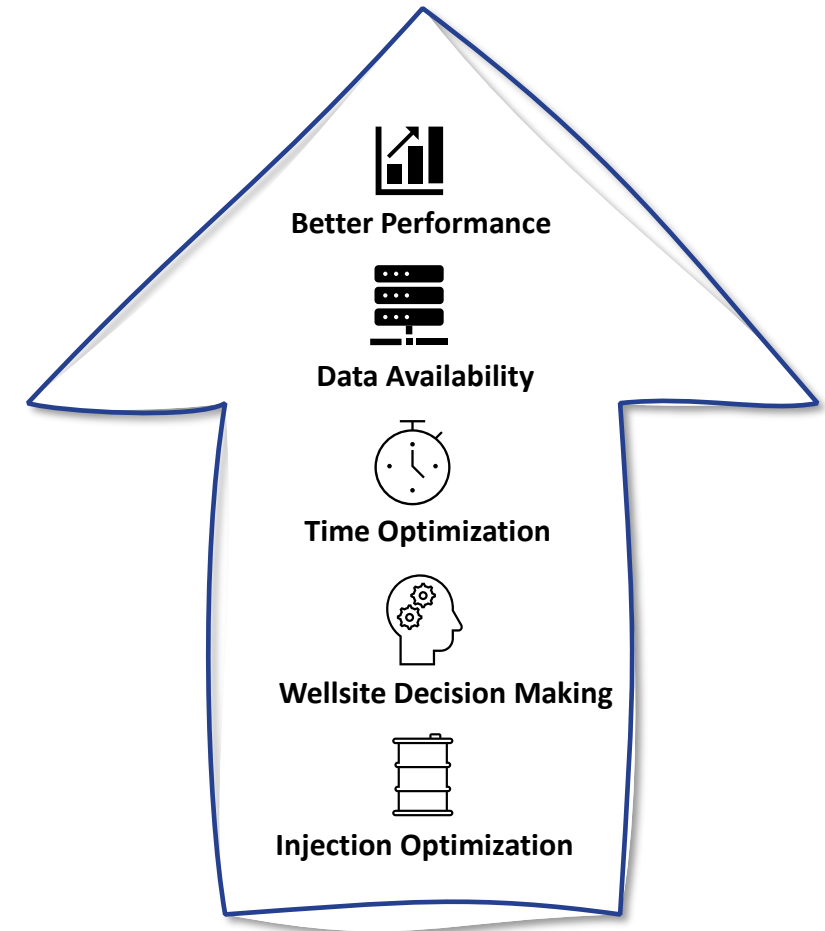 Better Performance
Data Availability
Time Optimization
Wellsite Decision Making
Injection Optimization